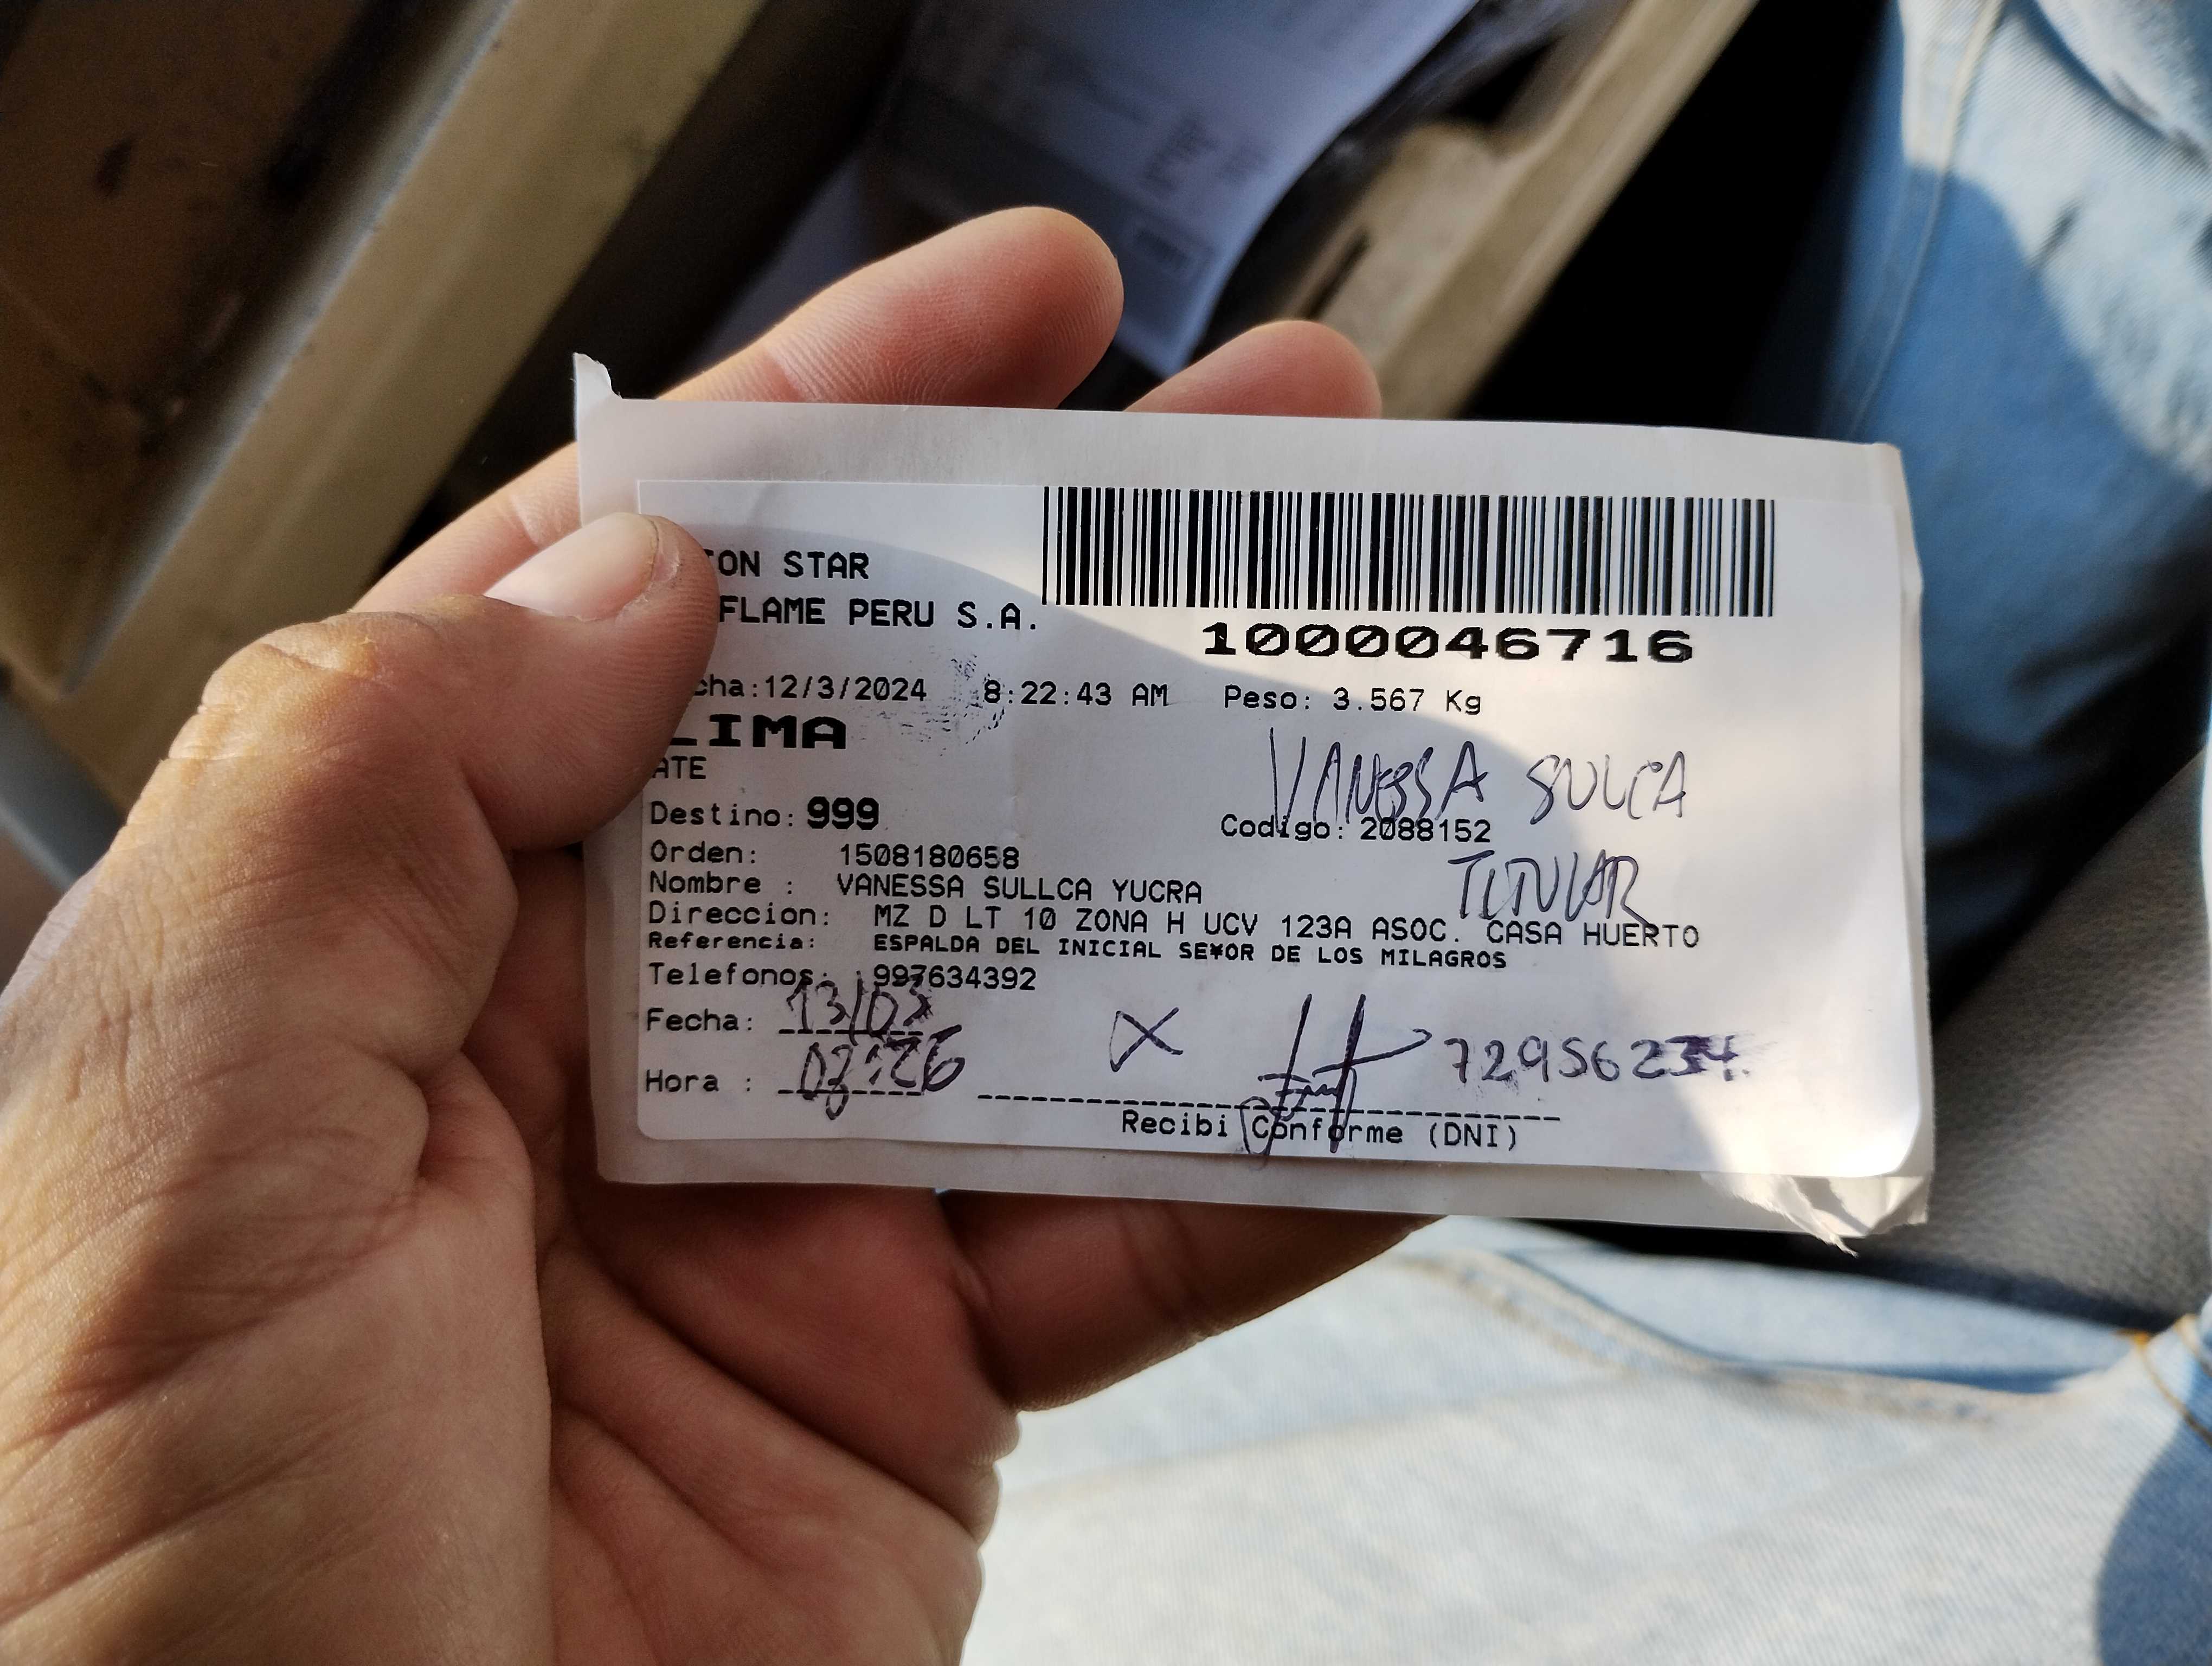 ON STAR
FLAME PERU S.A.
1000046716
cha:12/3/2024 8:22:43 AM Peso: 3.567 Kg
LIMA
ATE
VANESSA SULCA
Destino: 999 Codigo: 2088152
Orden: 1508180658
TITULAR
Nombre : VANESSA SULLCA YUCRA
Direccion: MZ D LT 10 ZONA H UCV 123A ASOC. CASA HUERTO
Referencia: ESPALDA DEL INICIAL SE¥OR DE LOS MILAGROS
Telefonos: 997634392
Fecha: 13/03
Hora : X 72956234
Recibi Conforme (DNI)